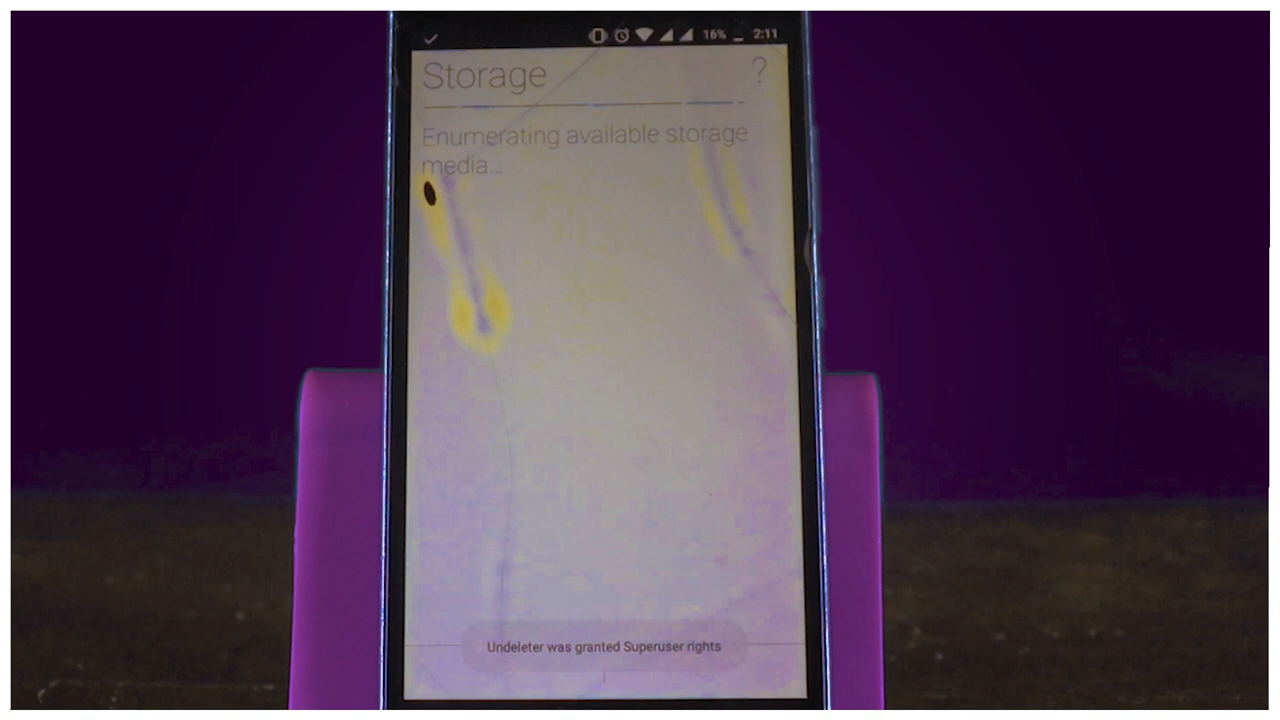 16% 2:11
Storage ?
Enumerating available storage
media...
Undeleter was granted Superuser rights